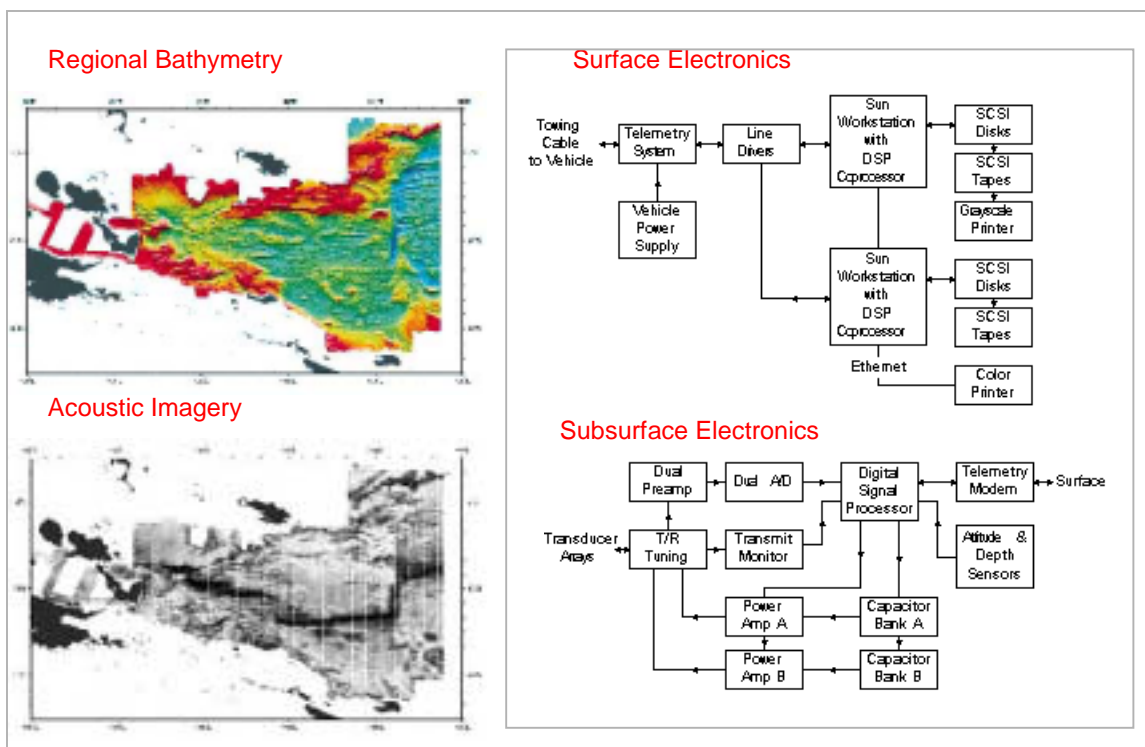 Regional Bathymetry
Acoustic Imagery
Surface Electronics
Towing
Cable
to Vehicle
Telemetry
System
Vehicle
Power
Supply
Line
Divers
Sun
Workstation
with
DSP
Coprocessor
SCSI
Disks
SCSI
Tapes
Grayscale
Printer
Sun
Workstation
with
DSP
Coprocessor
SCSI
Disks
SCSI
Tapes
Ethernet
Color
Printer
Subsurface Electronics
Dual
Preamp
Dual A/D
Digital
Signal
Processor
Telemetry
Modem
Surface
Transducer
Arrays
T/R
Tuning
Transmit
Monitor
Attitude &
Depth
Sensors
Power
Amp A
Capacitor
Bank A
Power
Amp B
Capacitor
Bank B